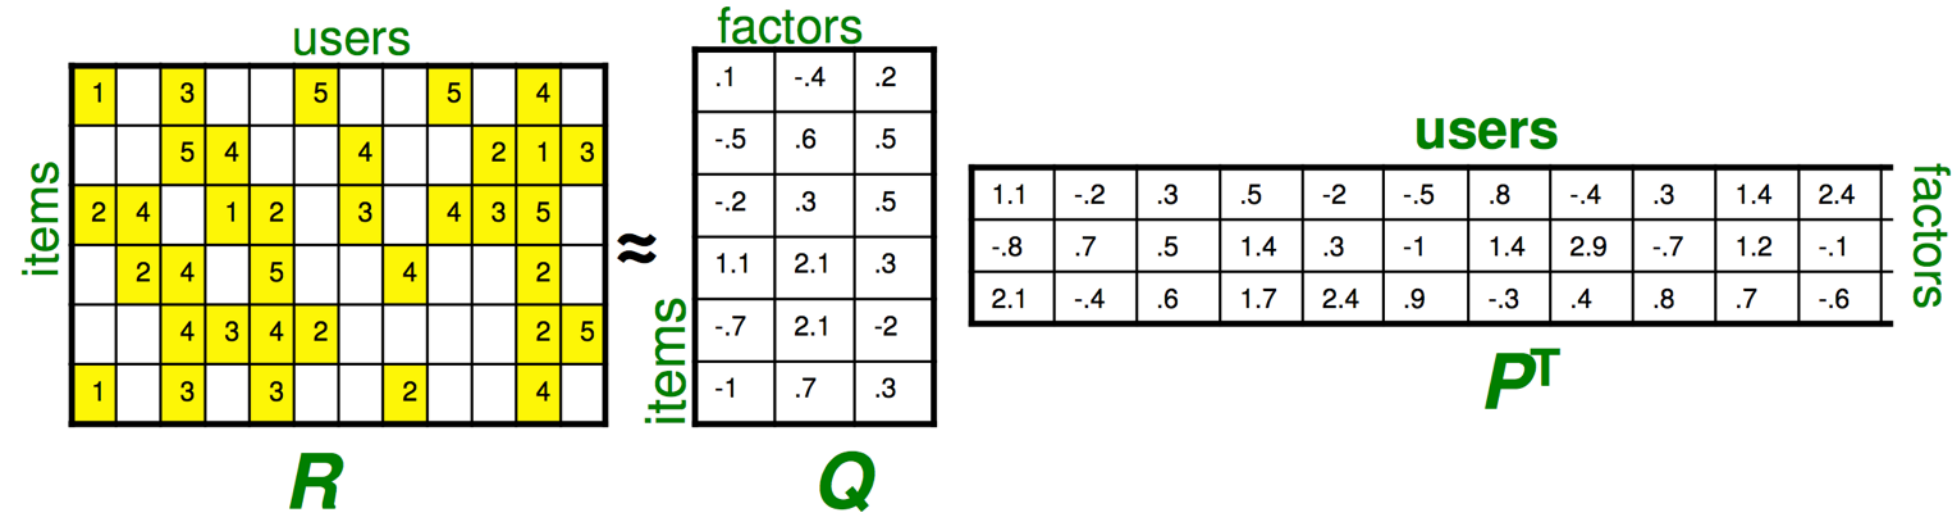 users
1 3 5 5 4
5 4 4 2 1 3
2 4 1 2 3 4 3 5
2 4 5 4 2
4 3 4 2 2 5
1 3 3 2 4
items
R
≈
factors
.1 -.4 .2
-.5 .6 .5
-.2 .3 .5
1.1 2.1 .3
-.7 2.1 -2
-1 .7 .3
items
Q
users
1.1 -.2 .3 .5 -2 -.5 .8 -.4 .3 1.4 2.4
-.8 .7 .5 1.4 .3 -1 1.4 2.9 -.7 1.2 -.1
2.1 -.4 .6 1.7 2.4 .9 -.3 .4 .8 .7 -.6
factors
PT